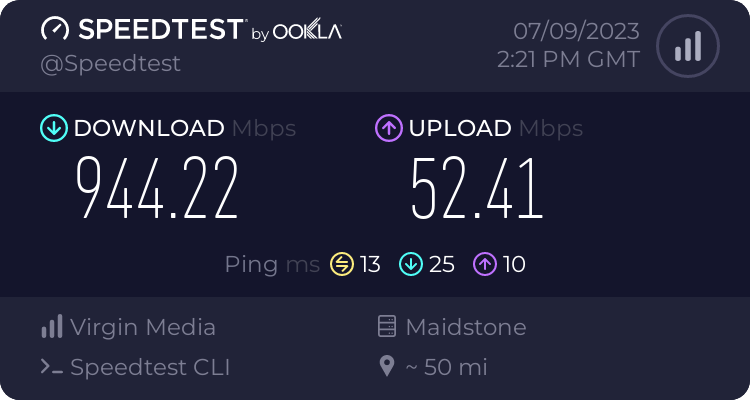 SPEEDTEST by OOKLA
@Speedtest
07/09/2023
2:21 PM GMT
DOWNLOAD Mbps
944.22
UPLOAD Mbps
52.41
Ping ms 13 25 10
Virgin Media
Maidstone
Speedtest CLI
~ 50 mi